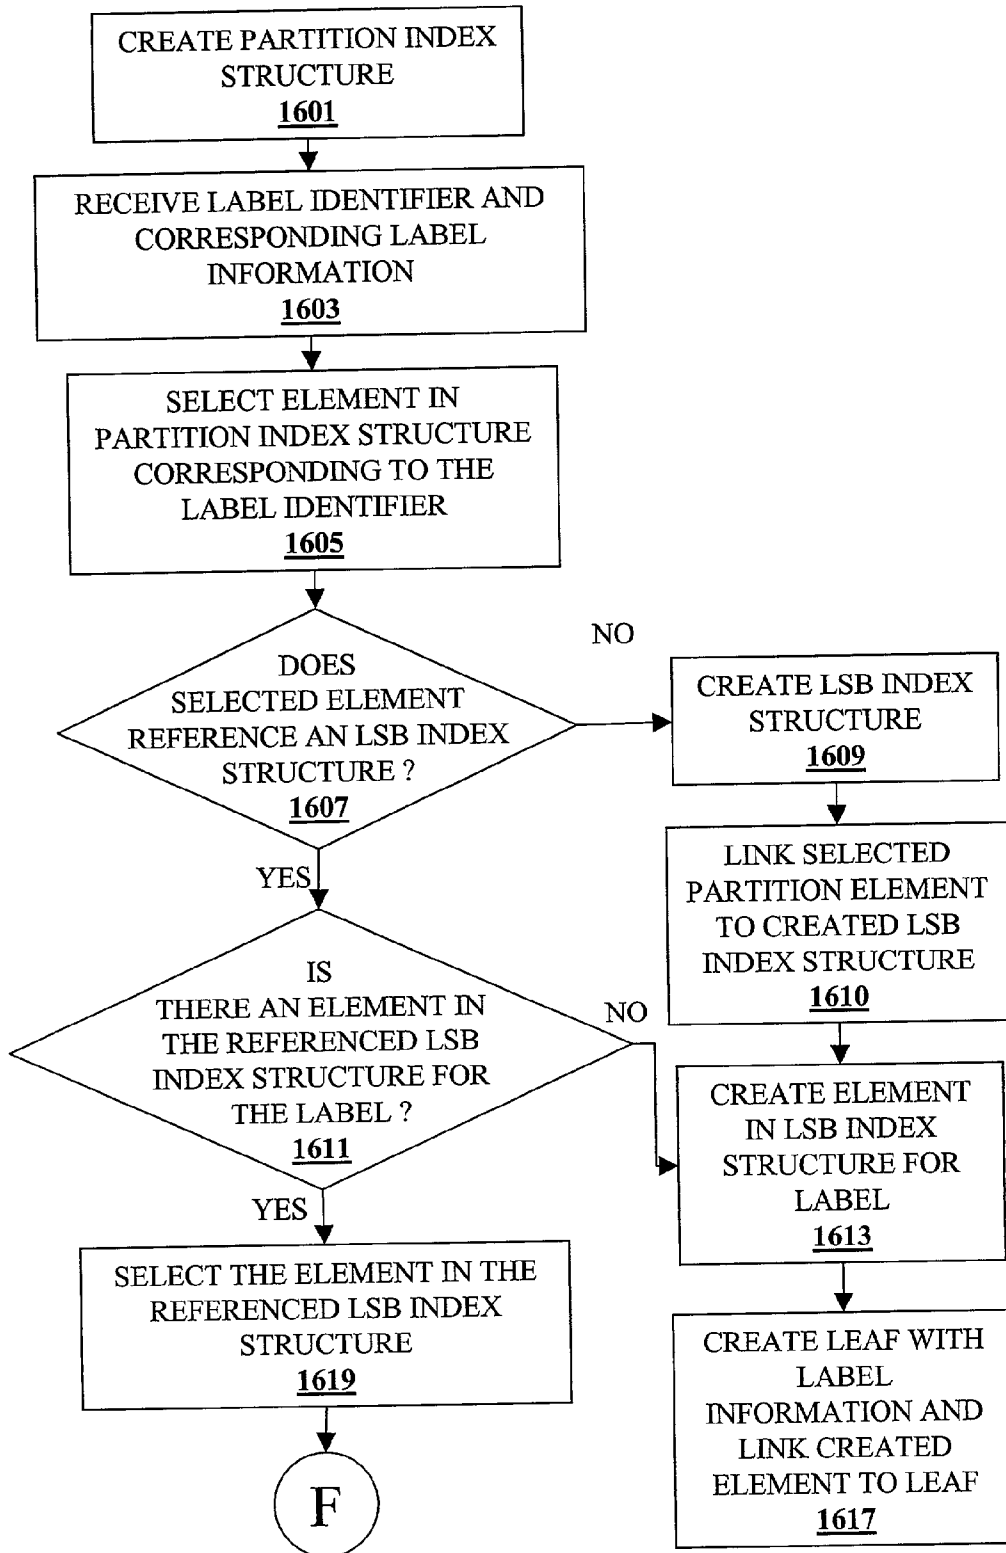 CREATE PARTITION INDEX
STRUCTURE
1601
RECEIVE LABEL IDENTIFIER AND
CORRESPONDING LABEL
INFORMATION
1603
SELECT ELEMENT IN
PARTITION INDEX STRUCTURE
CORRESPONDING TO THE
LABEL IDENTIFIER
1605
DOES
SELECTED ELEMENT
REFERENCE AN LSB INDEX
STRUCTURE ?
1607
NO
CREATE LSB INDEX
STRUCTURE
1609
LINK SELECTED
PARTITION ELEMENT
TO CREATED LSB
INDEX STRUCTURE
1610
YES
IS
THERE AN ELEMENT IN
THE REFERENCED LSB
INDEX STRUCTURE FOR
THE LABEL ?
1611
NO
CREATE ELEMENT
IN LSB INDEX
STRUCTURE FOR
LABEL
1613
YES
SELECT THE ELEMENT IN THE
REFERENCED LSB INDEX
STRUCTURE
1619
CREATE LEAF WITH
LABEL
INFORMATION AND
LINK CREATED
ELEMENT TO LEAF
1617
F